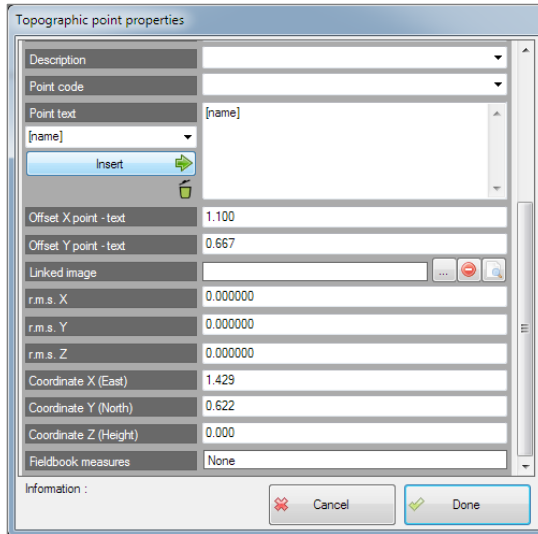 Topographic point properties
Description
Point code
Point text [name]
[name]
Insert
Offset X point - text 1.100
Offset Y point - text 0.667
Linked image ...
r.m.s. X 0.000000
r.m.s. Y 0.000000
r.m.s. Z 0.000000
Coordinate X (East) 1.429
Coordinate Y (North) 0.622
Coordinate Z (Height) 0.000
Fieldbook measures None
Information :
Cancel Done